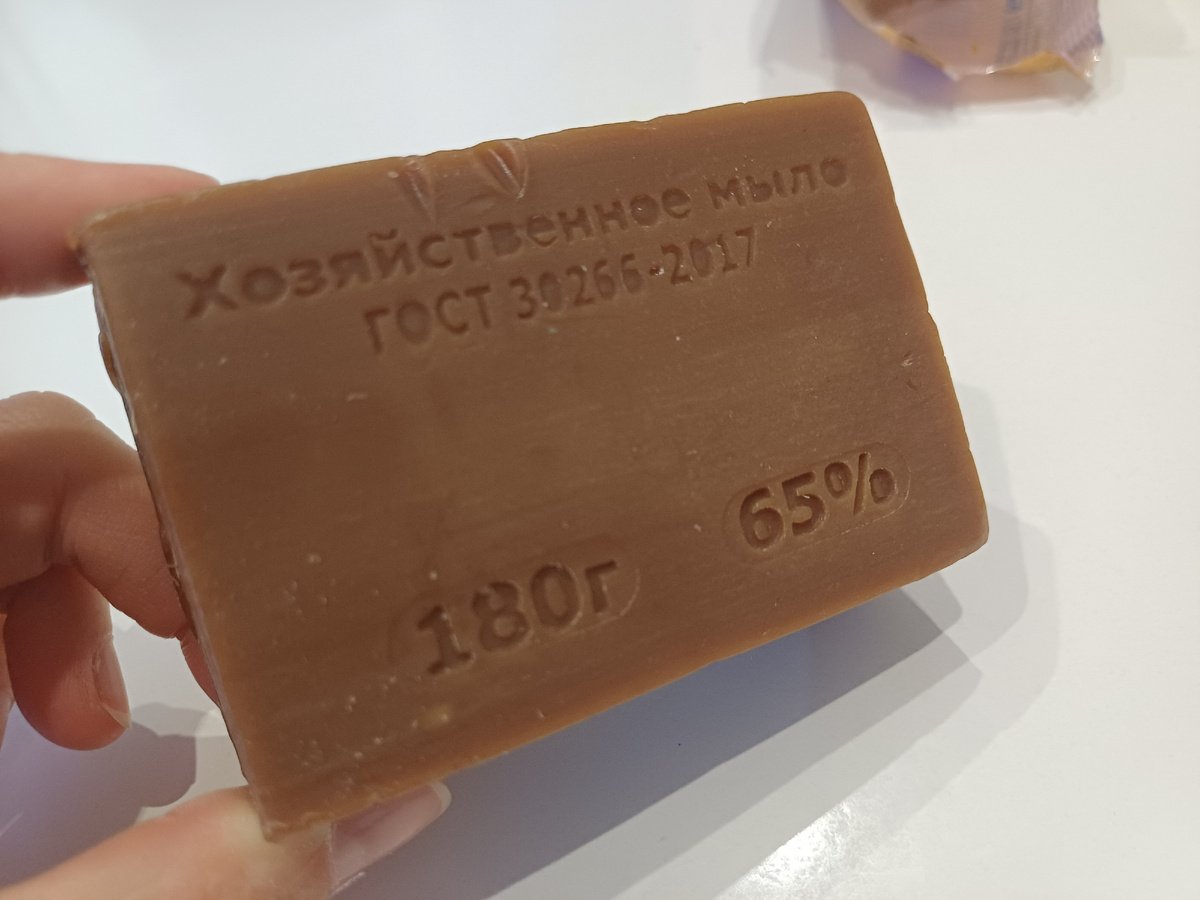 Хозяйственное мыло
ГОСТ 30266-2017
65%
180г